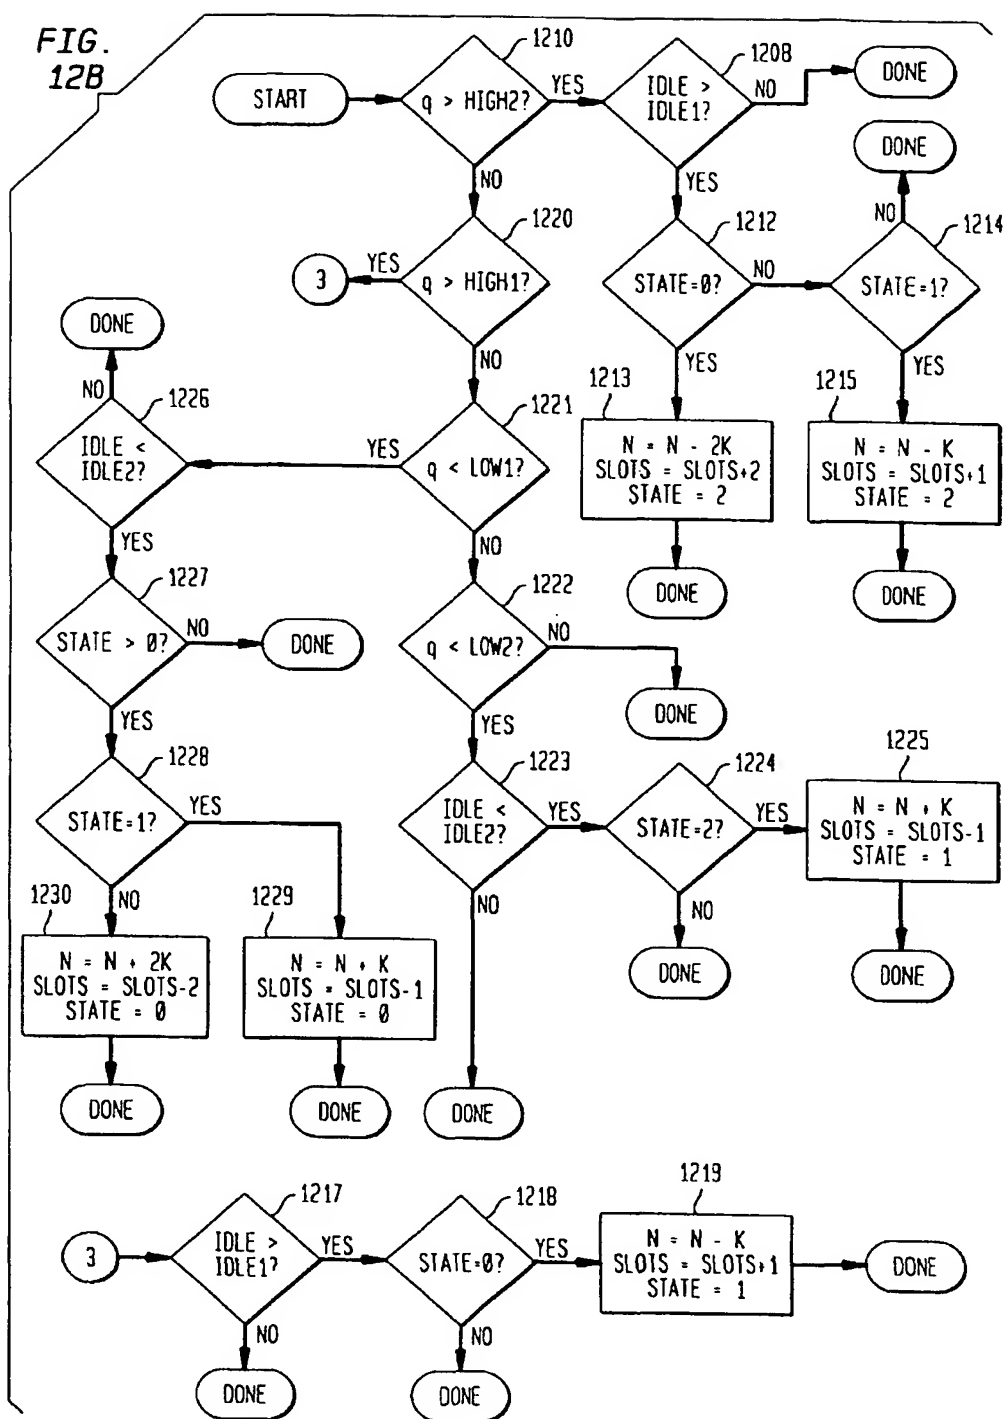 FIG.
12B
START
1210
q > HIGH2?
YES
NO
1208
IDLE >
IDLE1?
NO
YES
DONE
DONE
1220
q > HIGH1?
YES
NO
3
1212
STATE=0?
NO
YES
1214
STATE=1?
NO
YES
DONE
1226
IDLE <
IDLE2?
NO
YES
1221
q < LOW1?
YES
NO
1213
N = N - 2K
SLOTS = SLOTS+2
STATE = 2
DONE
1215
N = N - K
SLOTS = SLOTS+1
STATE = 2
DONE
1227
STATE > 0?
NO
YES
DONE
1222
q < LOW2?
NO
YES
DONE
1228
STATE=1?
YES
NO
1223
IDLE <
IDLE2?
YES
NO
1224
STATE=2?
YES
NO
1225
N = N + K
SLOTS = SLOTS-1
STATE = 1
1230
N = N + 2K
SLOTS = SLOTS-2
STATE = 0
1229
N = N + K
SLOTS = SLOTS-1
STATE = 0
DONE
DONE
DONE
DONE
DONE
3
1217
IDLE >
IDLE1?
YES
NO
1218
STATE=0?
YES
NO
1219
N = N - K
SLOTS = SLOTS+1
STATE = 1
DONE
DONE
DONE